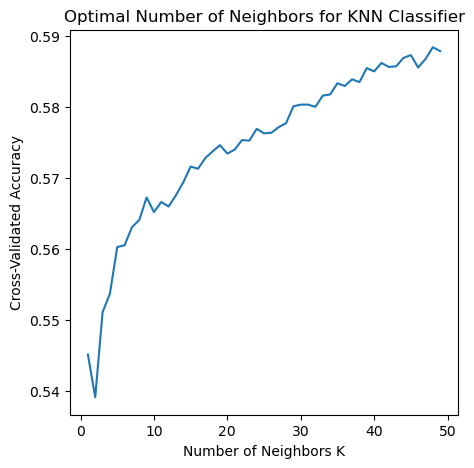 Optimal Number of Neighbors for KNN Classifier
0.59
0.58
0.57
0.56
0.55
0.54
Cross-Validated Accuracy
0 10 20 30 40 50
Number of Neighbors K